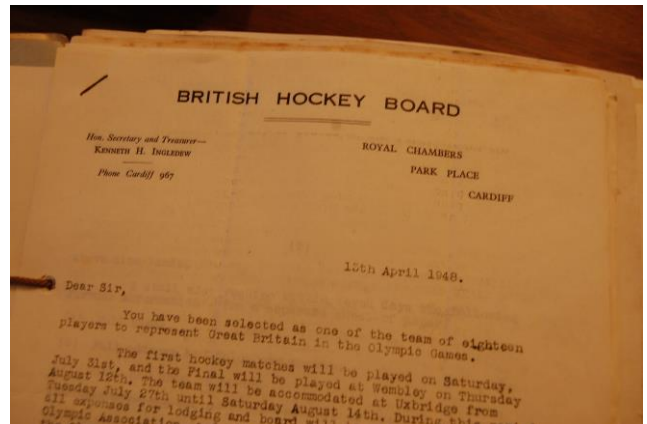 BRITISH HOCKEY BOARD
Hon. Secretary and Treasurer—
KENNETH H. INGLEDEW
Phone Cardiff 967
ROYAL CHAMBERS
PARK PLACE
CARDIFF
13th April 1948.
Dear Sir,
You have been selected as one of the team of eighteen
players to represent Great Britain in the Olympic Games.
The first hockey matches will be played on Saturday,
July 31st, and the Final will be played at Wembley on Thursday
August 12th. The team will be accommodated at Uxbridge from
Tuesday July 27th until Saturday August 14th. During this
all expenses for lodging and board will
Olympic Association